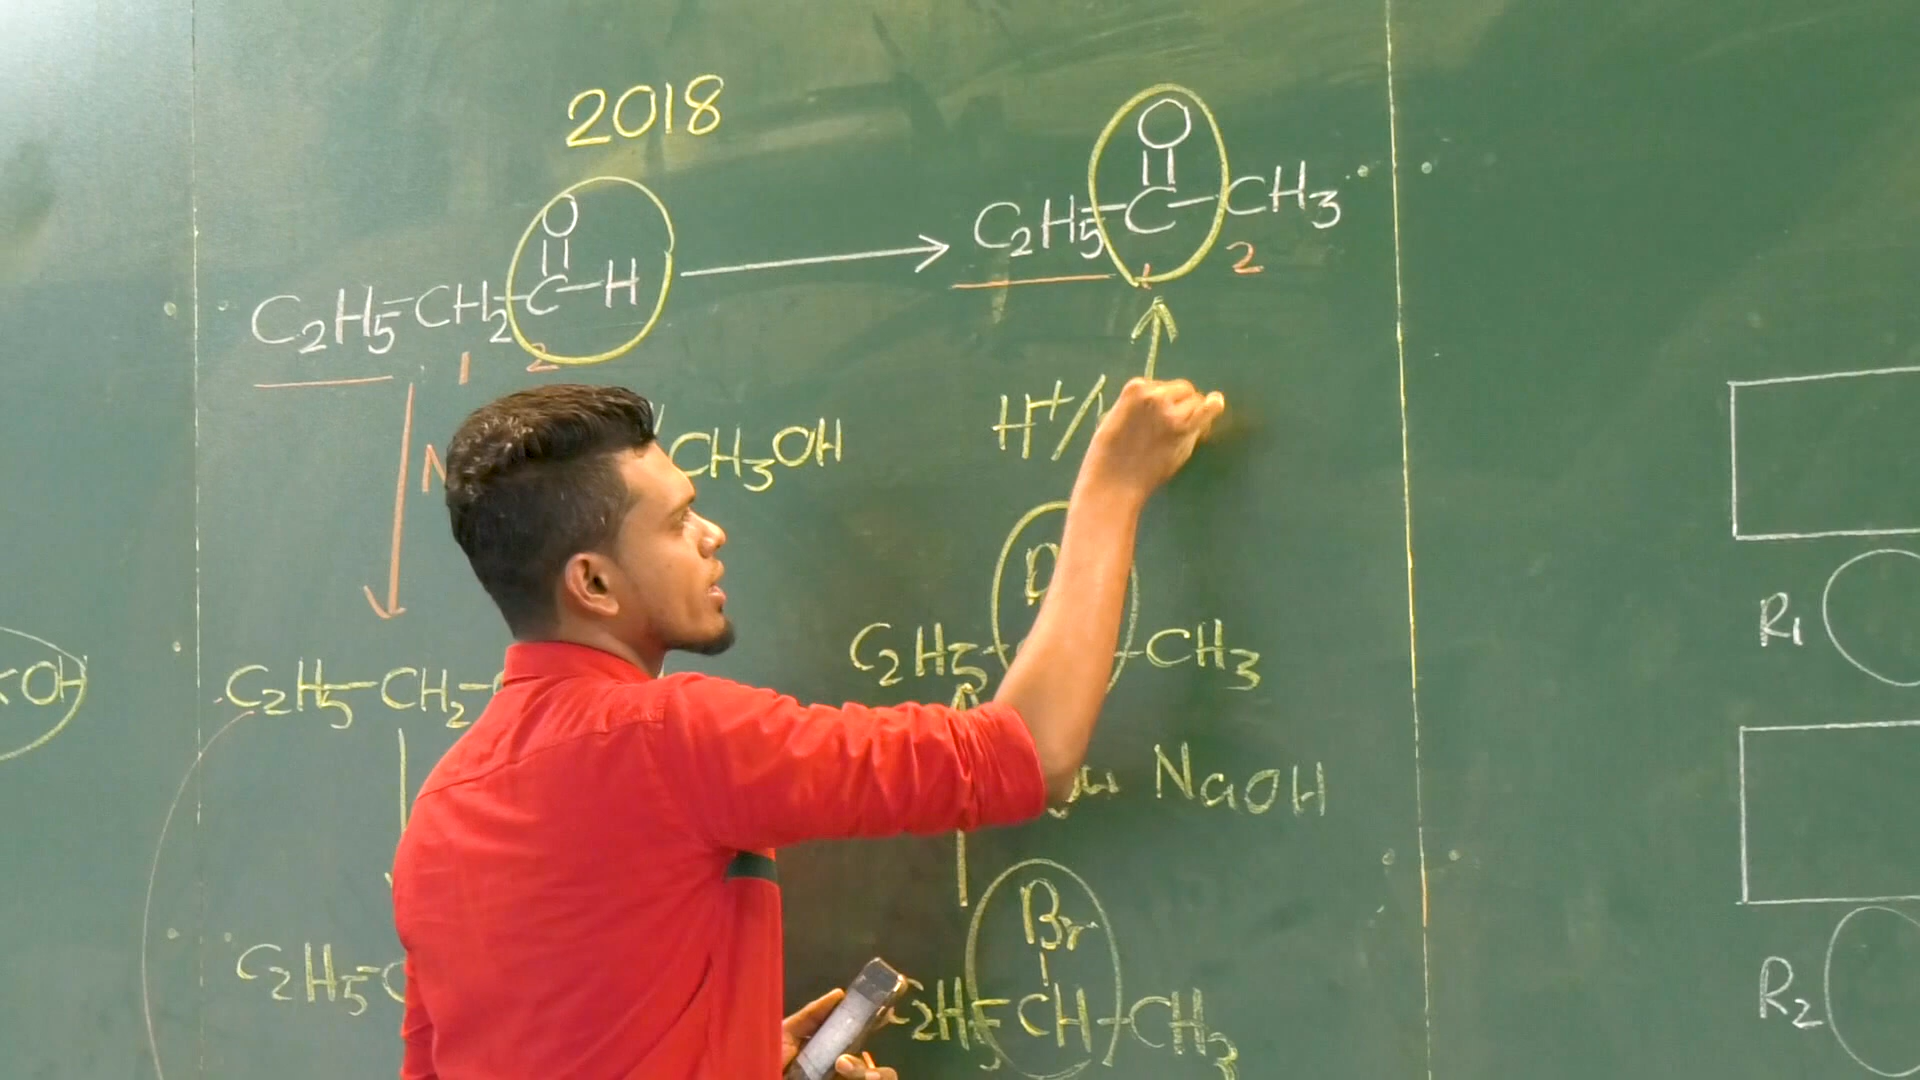 2018
O
||
C2H5-CH2-C-H
1 2
O
||
C2H5-C-CH3
1 2
CH3OH
H+/
C2H5-CH2-
C2H5- -CH3
NaOH
OH
C2H5
Br
|
C2H5-CH-CH3
R1
R2